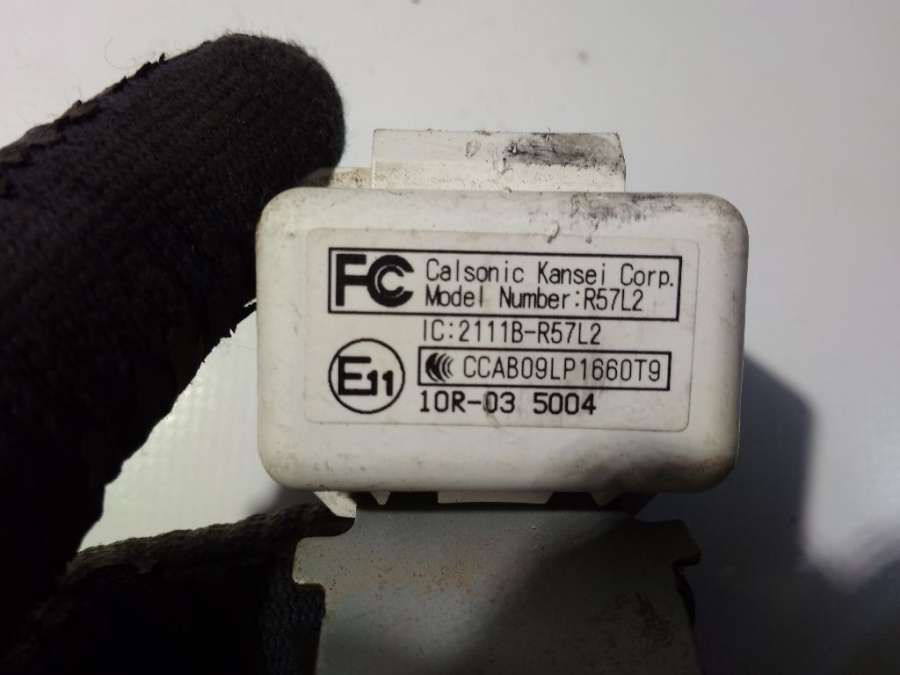 FC Calsonic Kansei Corp.
Model Number:R57L2
IC:2111B-R57L2
E11 CCAB09LP1660T9
10R-03 5004